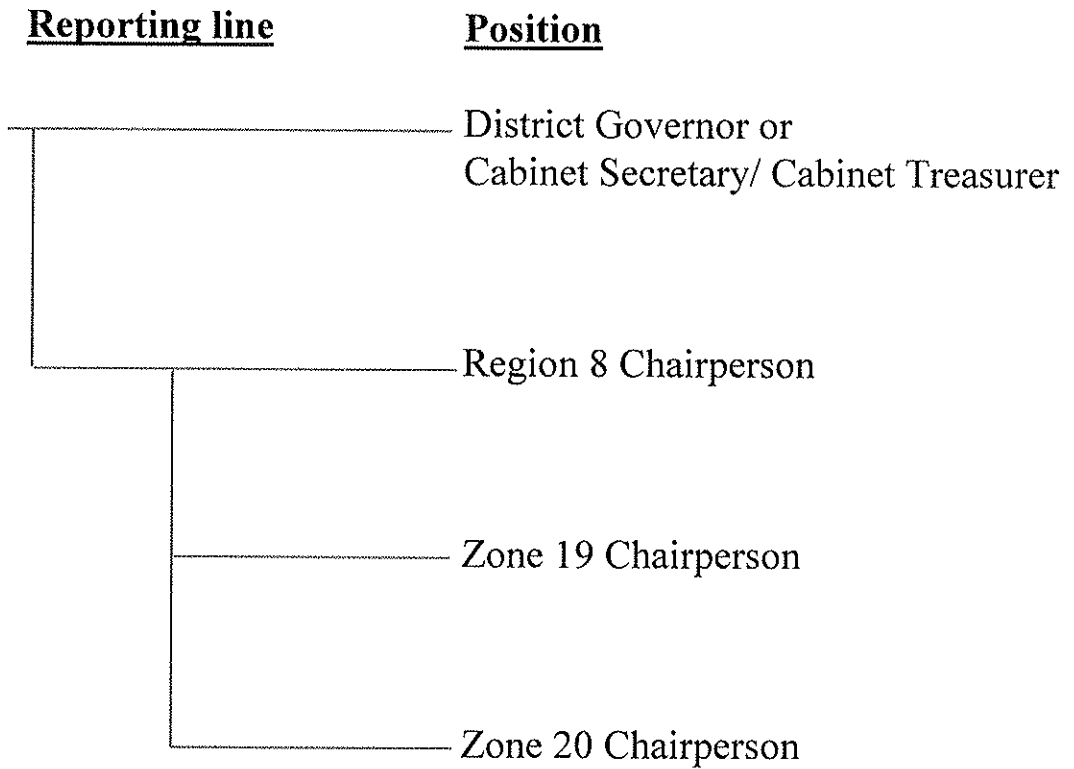 Reporting line Position
District Governor or
Cabinet Secretary/ Cabinet Treasurer
Region 8 Chairperson
Zone 19 Chairperson
Zone 20 Chairperson